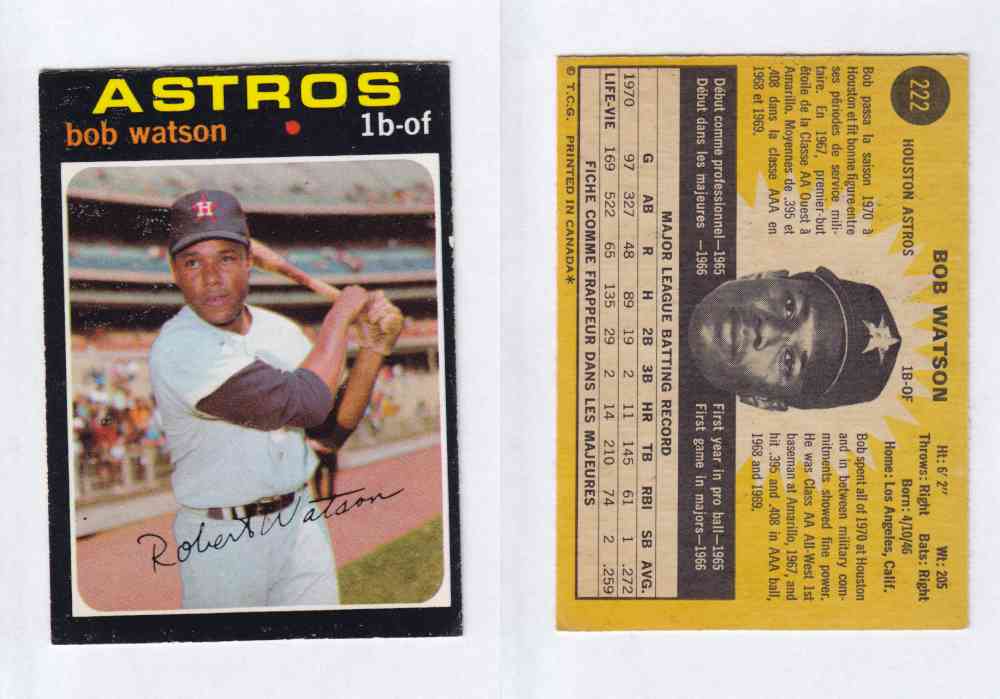 ASTROS
bob watson 1b-of
H
Robert Watson
222
BOB WATSON
HOUSTON ASTROS 1B-OF
Ht: 6'2" Wt: 205
Throws: Right Bats: Right
Born: 4/10/46
Home: Los Angeles, Calif.
Bob passa la saison 1970 à
Houston et fit bonne figure entre
ses périodes de service mili-
taire. En 1967, premier-but
étoile de la Classe AA Ouest à
Amarillo. Moyennes de .395 et
.408 dans la classe AAA en
1968 et 1969.
Bob spent all of 1970 at Houston
and in between military com-
mitments showed fine power.
He was Class AA All-West 1st
baseman at Amarillo, 1967, and
hit .395 and .408 in AAA ball,
1968 and 1969.
Début comme professionnel—1965
Début dans les majeures —1966
First year in pro ball—1965
First game in majors—1966
MAJOR LEAGUE BATTING RECORD
G AB R H 2B 3B HR TB RBI SB AVG.
1970 97 327 48 89 19 2 11 145 61 1 .272
LIFE-VIE 169 522 65 135 29 2 14 210 74 2 .259
FICHE COMME FRAPPEUR DANS LES MAJEURES
© T.C.G. PRINTED IN CANADA*